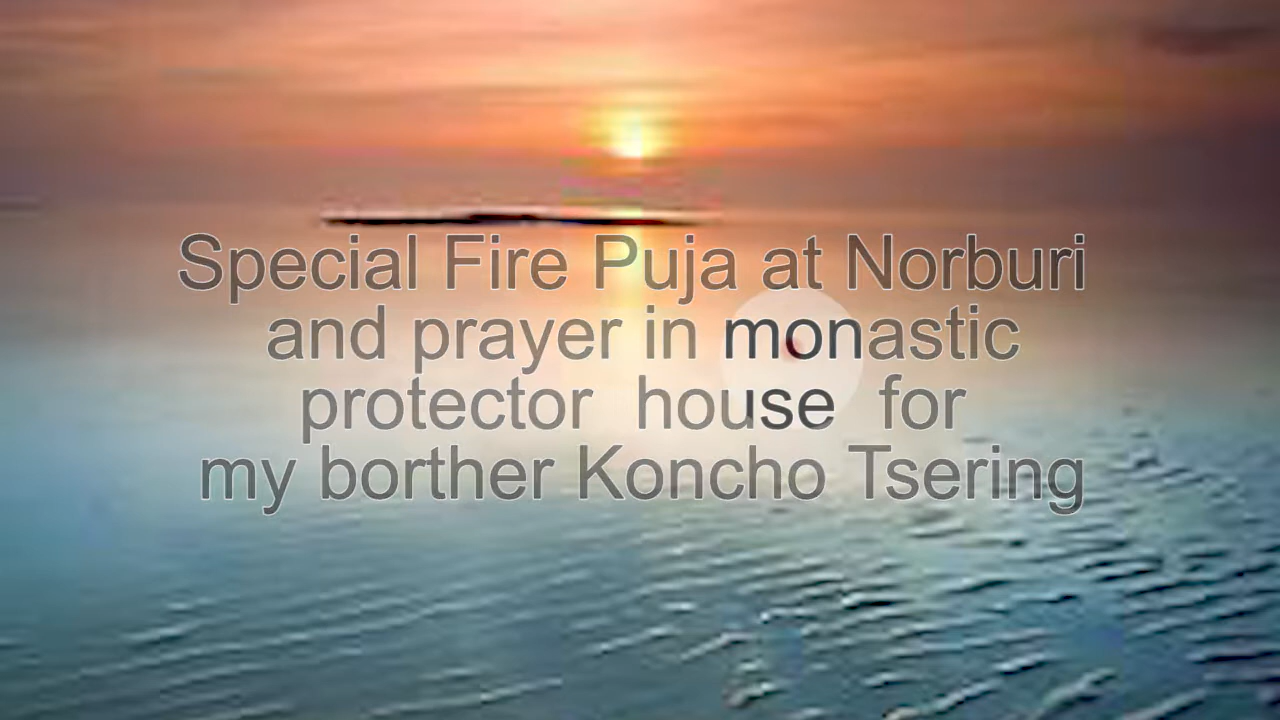 Special Fire Puja at Norburi
and prayer in monastic
protector house for
my borther Koncho Tsering